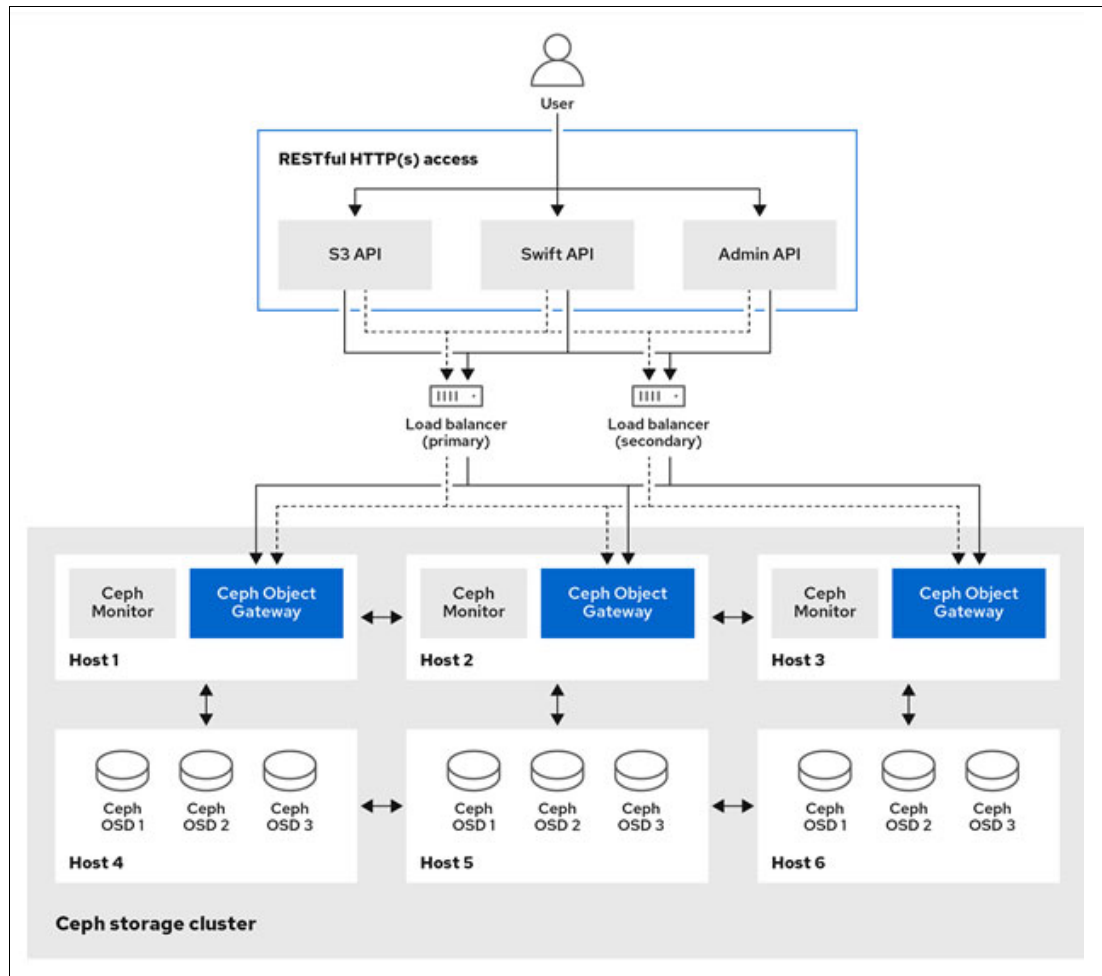 User
RESTful HTTP(s) access
S3 API
Swift API
Admin API
Load balancer
(primary)
Load balancer
(secondary)
Ceph
Monitor
Ceph Object
Gateway
Host 1
Ceph
Monitor
Ceph Object
Gateway
Host 2
Ceph
Monitor
Ceph Object
Gateway
Host 3
Ceph
OSD 1
Ceph
OSD 2
Ceph
OSD 3
Host 4
Ceph
OSD 1
Ceph
OSD 2
Ceph
OSD 3
Host 5
Ceph
OSD 1
Ceph
OSD 2
Ceph
OSD 3
Host 6
Ceph storage cluster